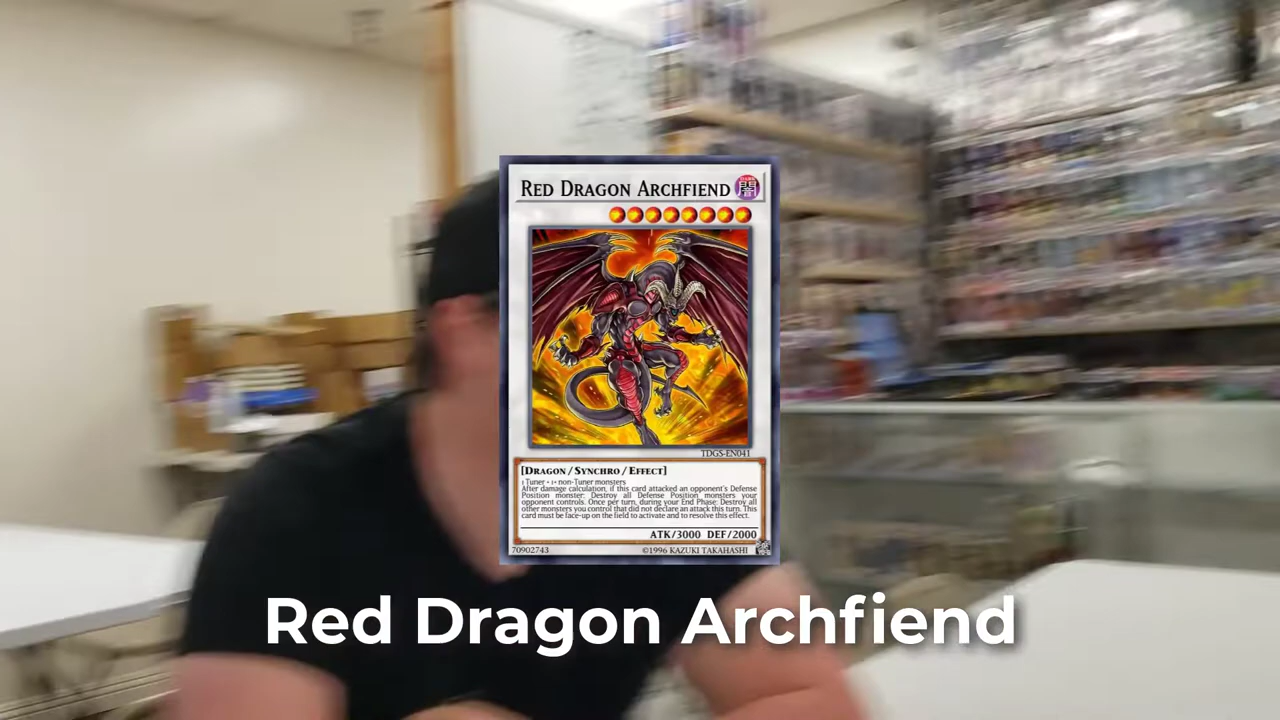 RED DRAGON ARCHFIEND
TDGS-EN041
[DRAGON / SYNCHRO / EFFECT]
1 Tuner + 1+ non-Tuner monsters
After damage calculation, if this card attacked an opponent's Defense
Position monster: Destroy all Defense Position monsters your
opponent controls. Once per turn, during your End Phase: Destroy all
other monsters you control that did not declare an attack this turn. This
card must be face-up on the field to activate and to resolve this effect.
ATK/3000 DEF/2000
70902743 ©1996 KAZUKI TAKAHASHI
Red Dragon Archfiend